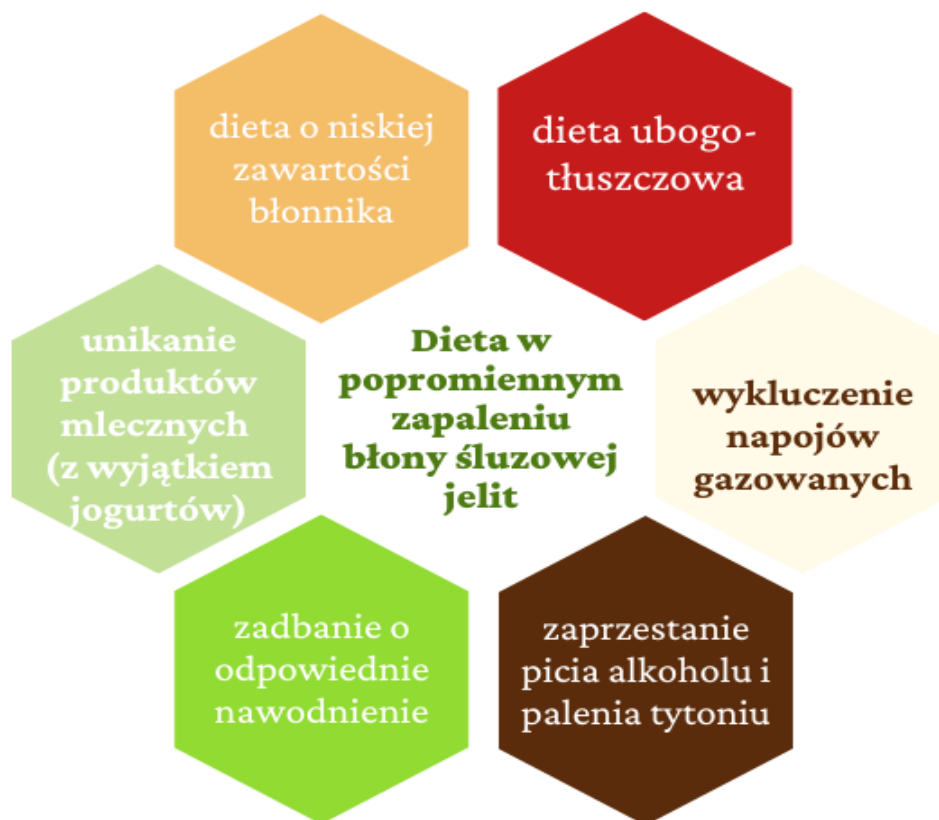 dieta o niskiej
zawartości
błonnika
dieta ubogo-
tłuszczowa
unikanie
produktów
mlecznych
(z wyjątkiem
jogurtów)
Dieta w
popromiennym
zapaleniu
błony śluzowej
jelit
wykluczenie
napojów
gazowanych
zadbanie o
odpowiednie
nawodnienie
zaprzestanie
picia alkoholu i
palenia tytoniu